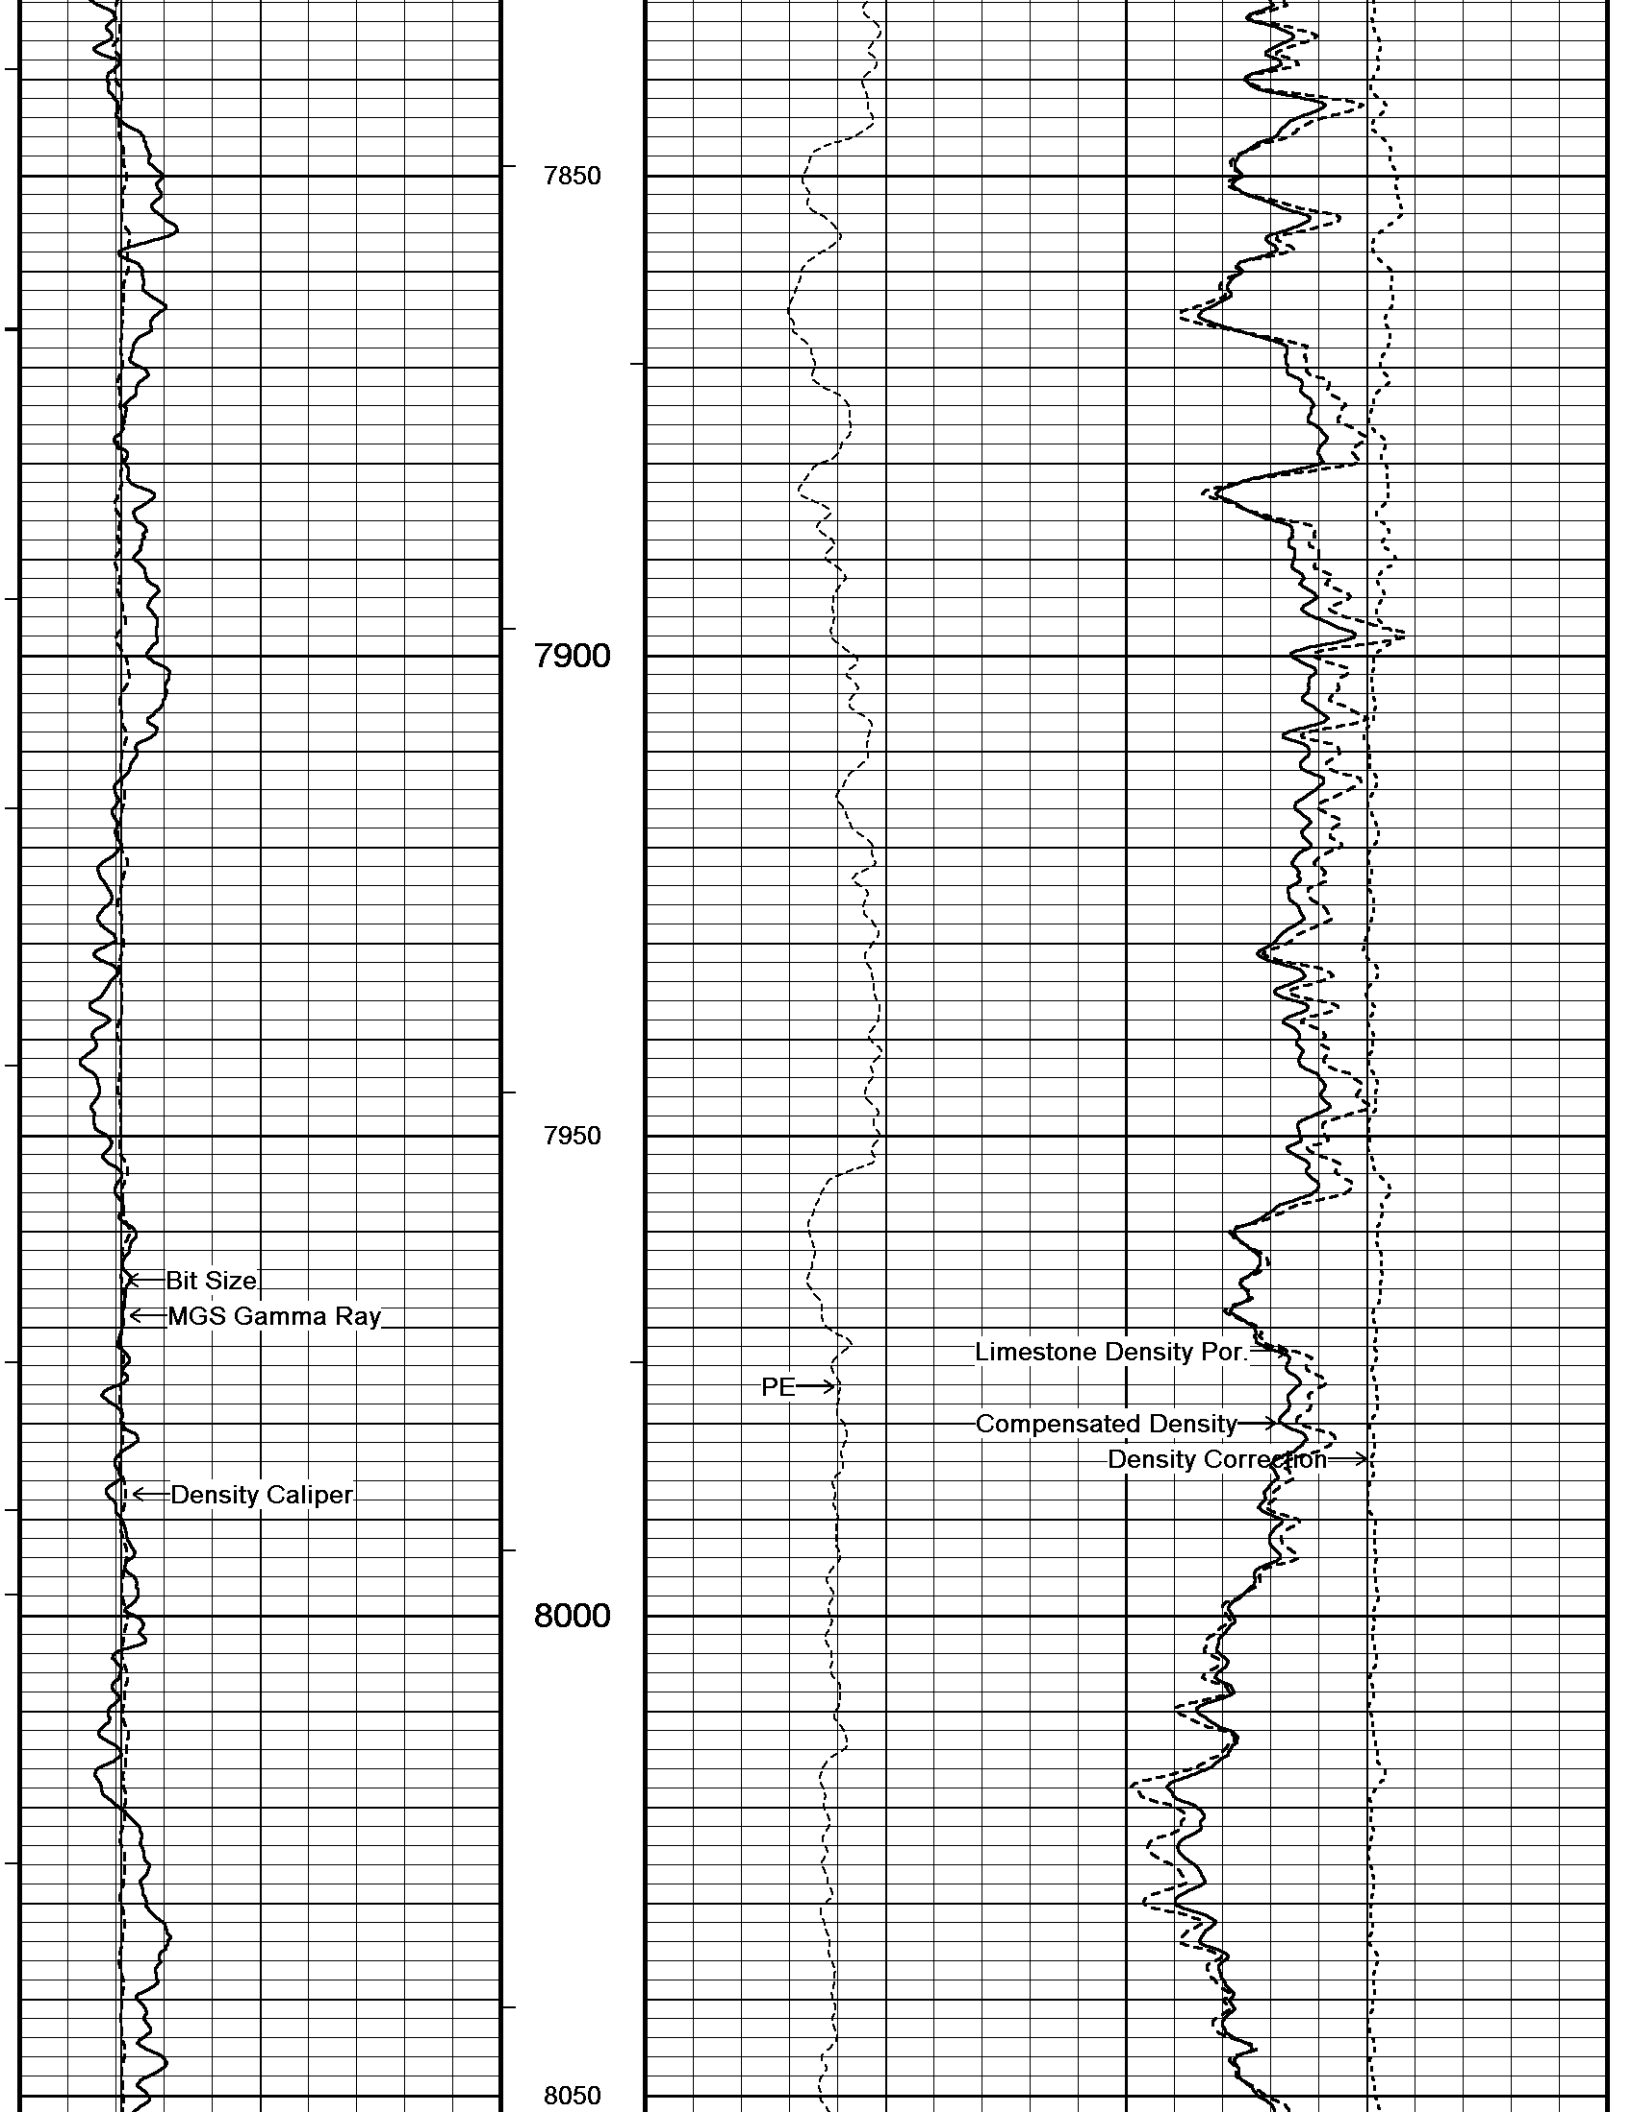 7850
7900
7950
Bit Size
MGS Gamma Ray
Limestone Density Por.
PE
Compensated Density
Density Correction
Density Caliper
8000
8050